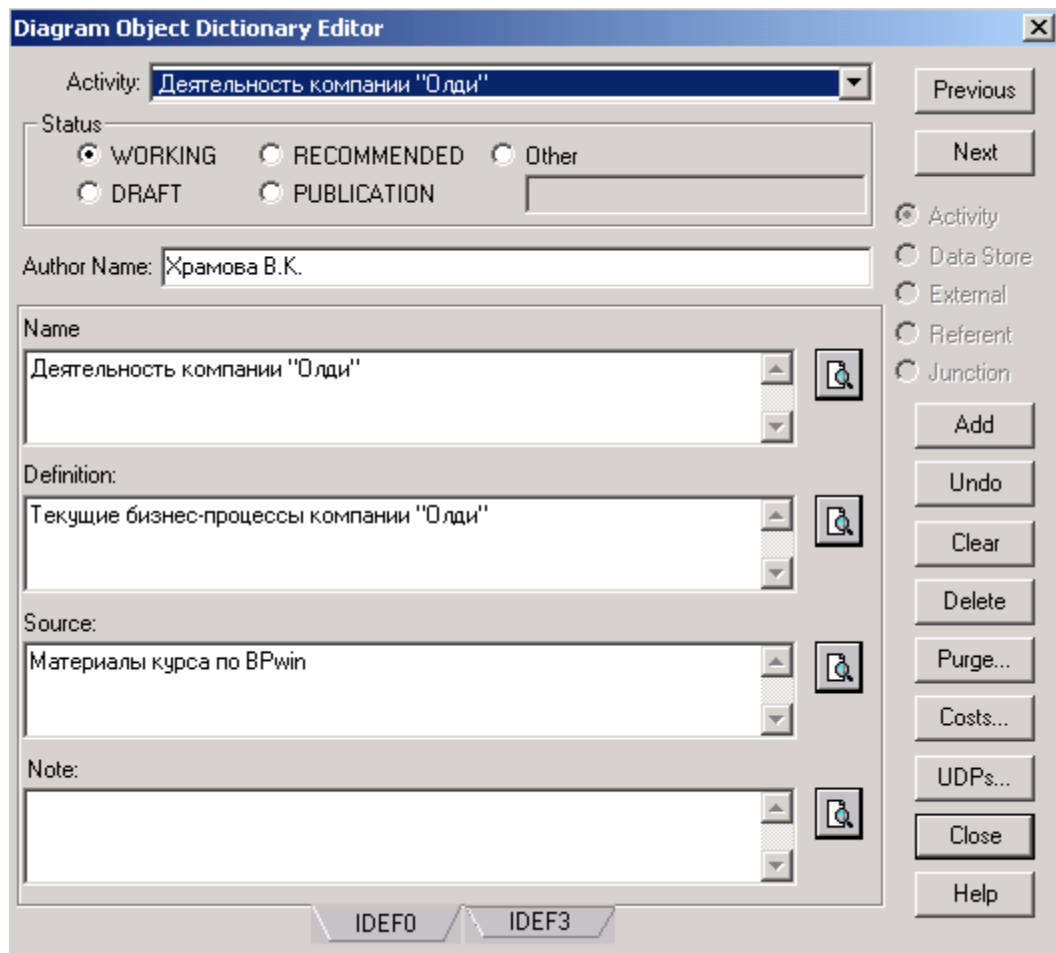 Diagram Object Dictionary Editor
Activity: Деятельность компании "Олди"
Previous
Status
WORKING RECOMMENDED Other
Next
DRAFT PUBLICATION
Activity
Author Name: Храмова В.К.
Data Store
External
Name
Referent
Деятельность компании "Олди"
Junction
Add
Definition:
Undo
Текущие бизнес-процессы компании "Олди"
Clear
Delete
Source:
Материалы курса по BPwin
Purge...
Costs...
Note:
UDPs...
Close
Help
IDEF0 IDEF3